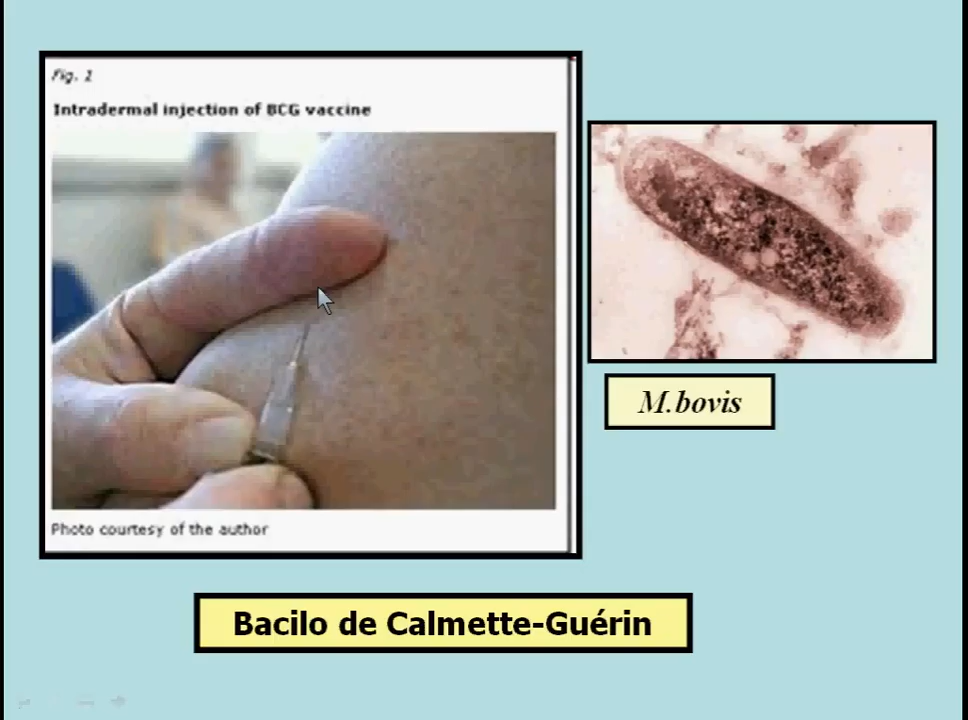 Fig. 1
Intradermal injection of BCG vaccine
M.bovis
Photo courtesy of the author
Bacilo de Calmette-Guérin